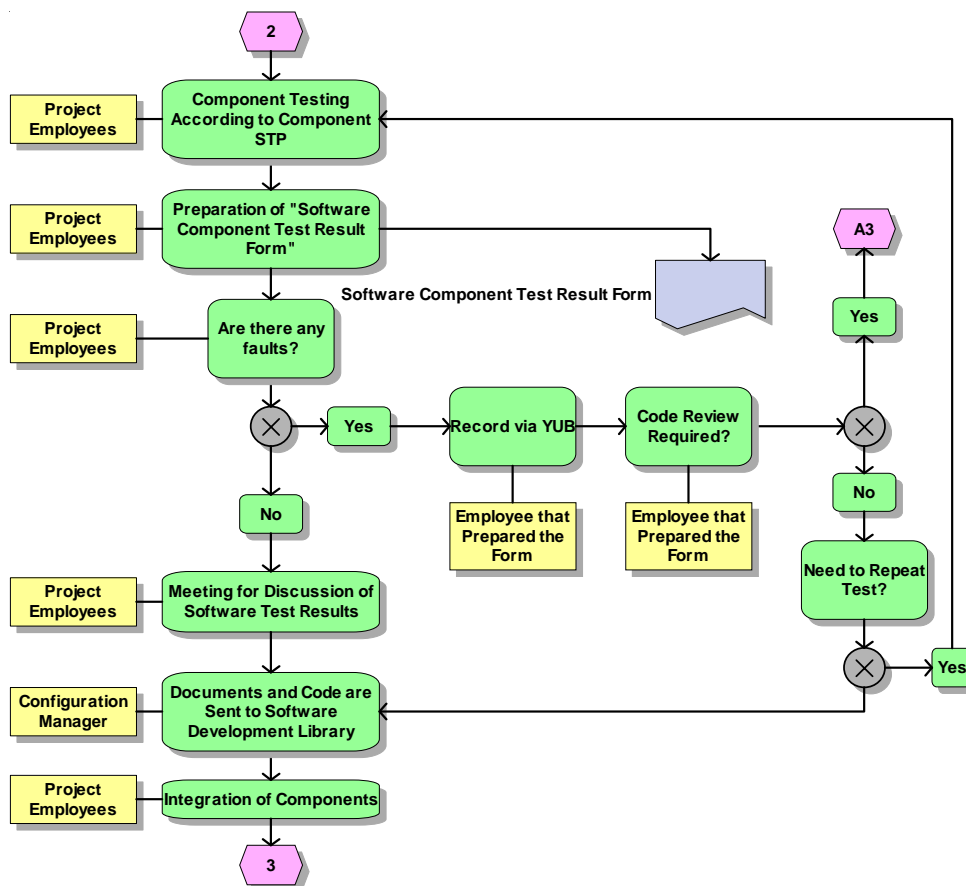 2
Project
Employees
Component Testing
According to Component
STP
Project
Employees
Preparation of "Software
Component Test Result
Form"
A3
Software Component Test Result Form
Yes
Project
Employees
Are there any
faults?
Yes
Record via YUB
Code Review
Required?
No
No
Employee that
Prepared the
Form
Employee that
Prepared the
Form
Need to Repeat
Test?
Project
Employees
Meeting for Discussion of
Software Test Results
Yes
Configuration
Manager
Documents and Code are
Sent to Software
Development Library
Project
Employees
Integration of Components
3